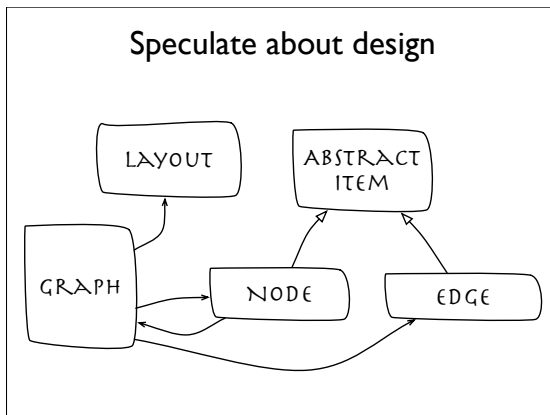 Speculate about design
LAYOUT
ABSTRACT
ITEM
GRAPH
NODE
EDGE